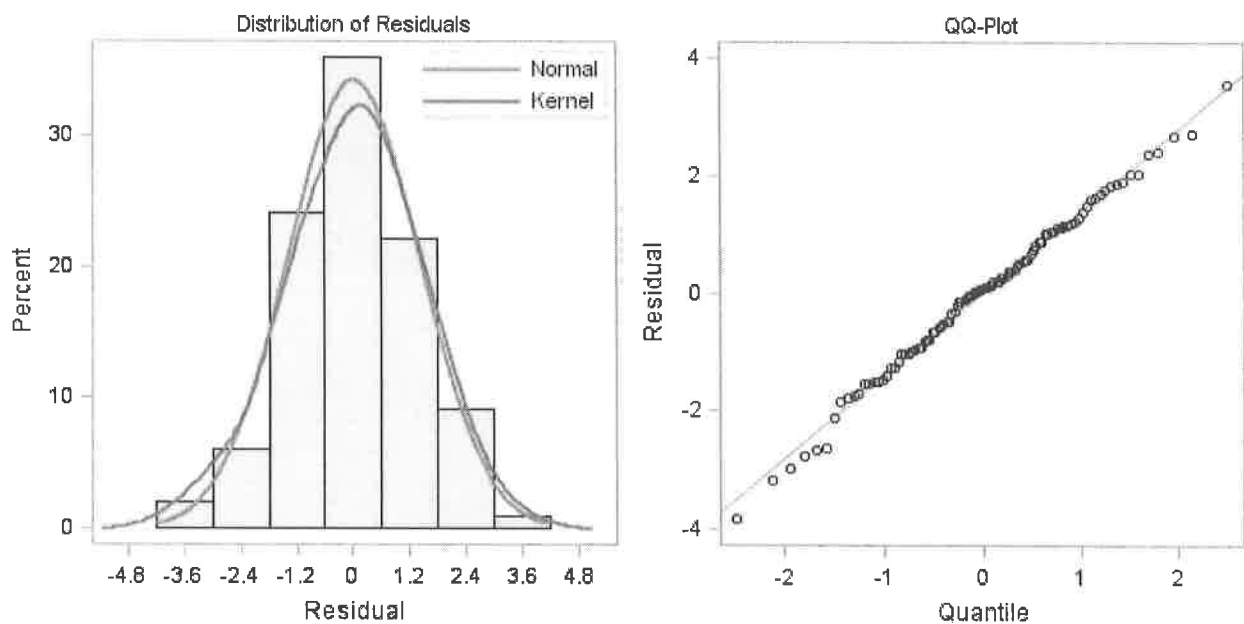 Distribution of Residuals
Normal
Kernel
30
20
10
0
Percent
-4.8 -3.6 -2.4 -1.2 0 1.2 2.4 3.6 4.8
Residual
QQ-Plot
4
2
0
-2
-4
Residual
-2 -1 0 1 2
Quantile